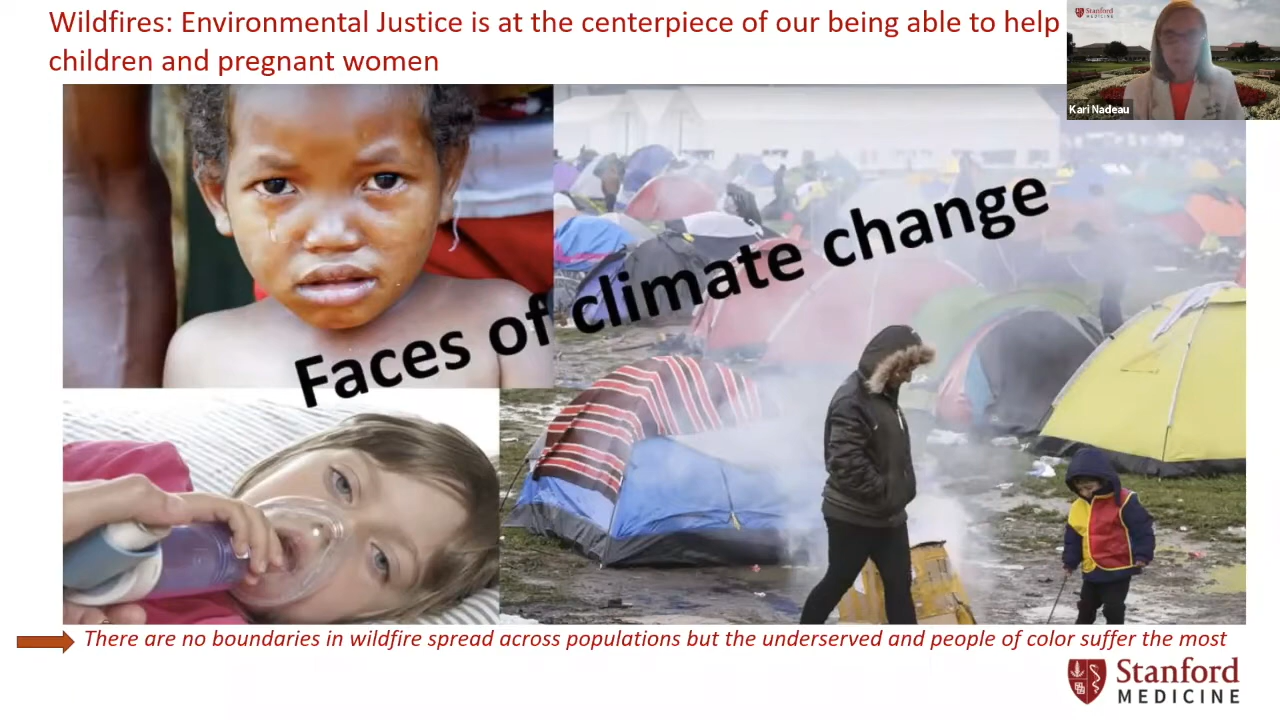 Wildfires: Environmental Justice is at the centerpiece of our being able to help
children and pregnant women
Stanford
MEDICINE
Kari Nadeau
Faces of climate change
There are no boundaries in wildfire spread across populations but the underserved and people of color suffer the most
Stanford
MEDICINE